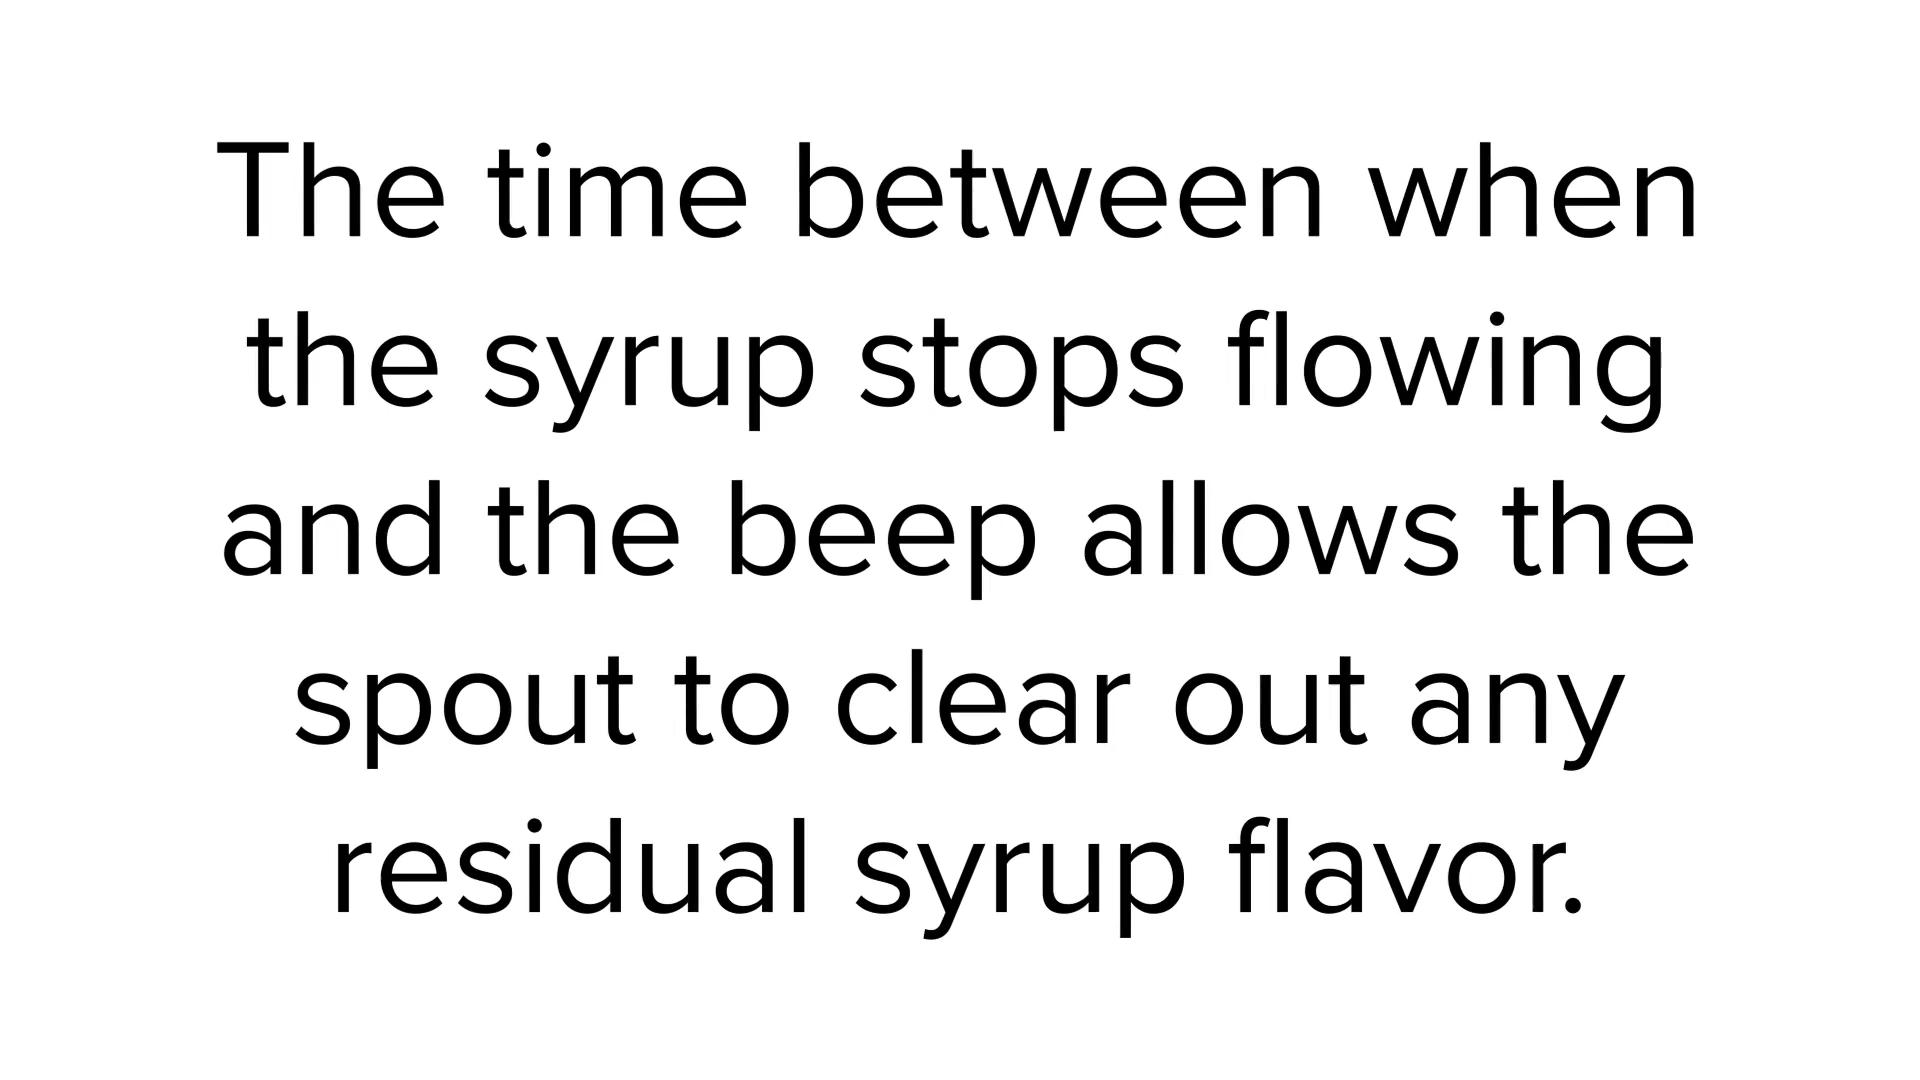 The time between when
the syrup stops flowing
and the beep allows the
spout to clear out any
residual syrup flavor.